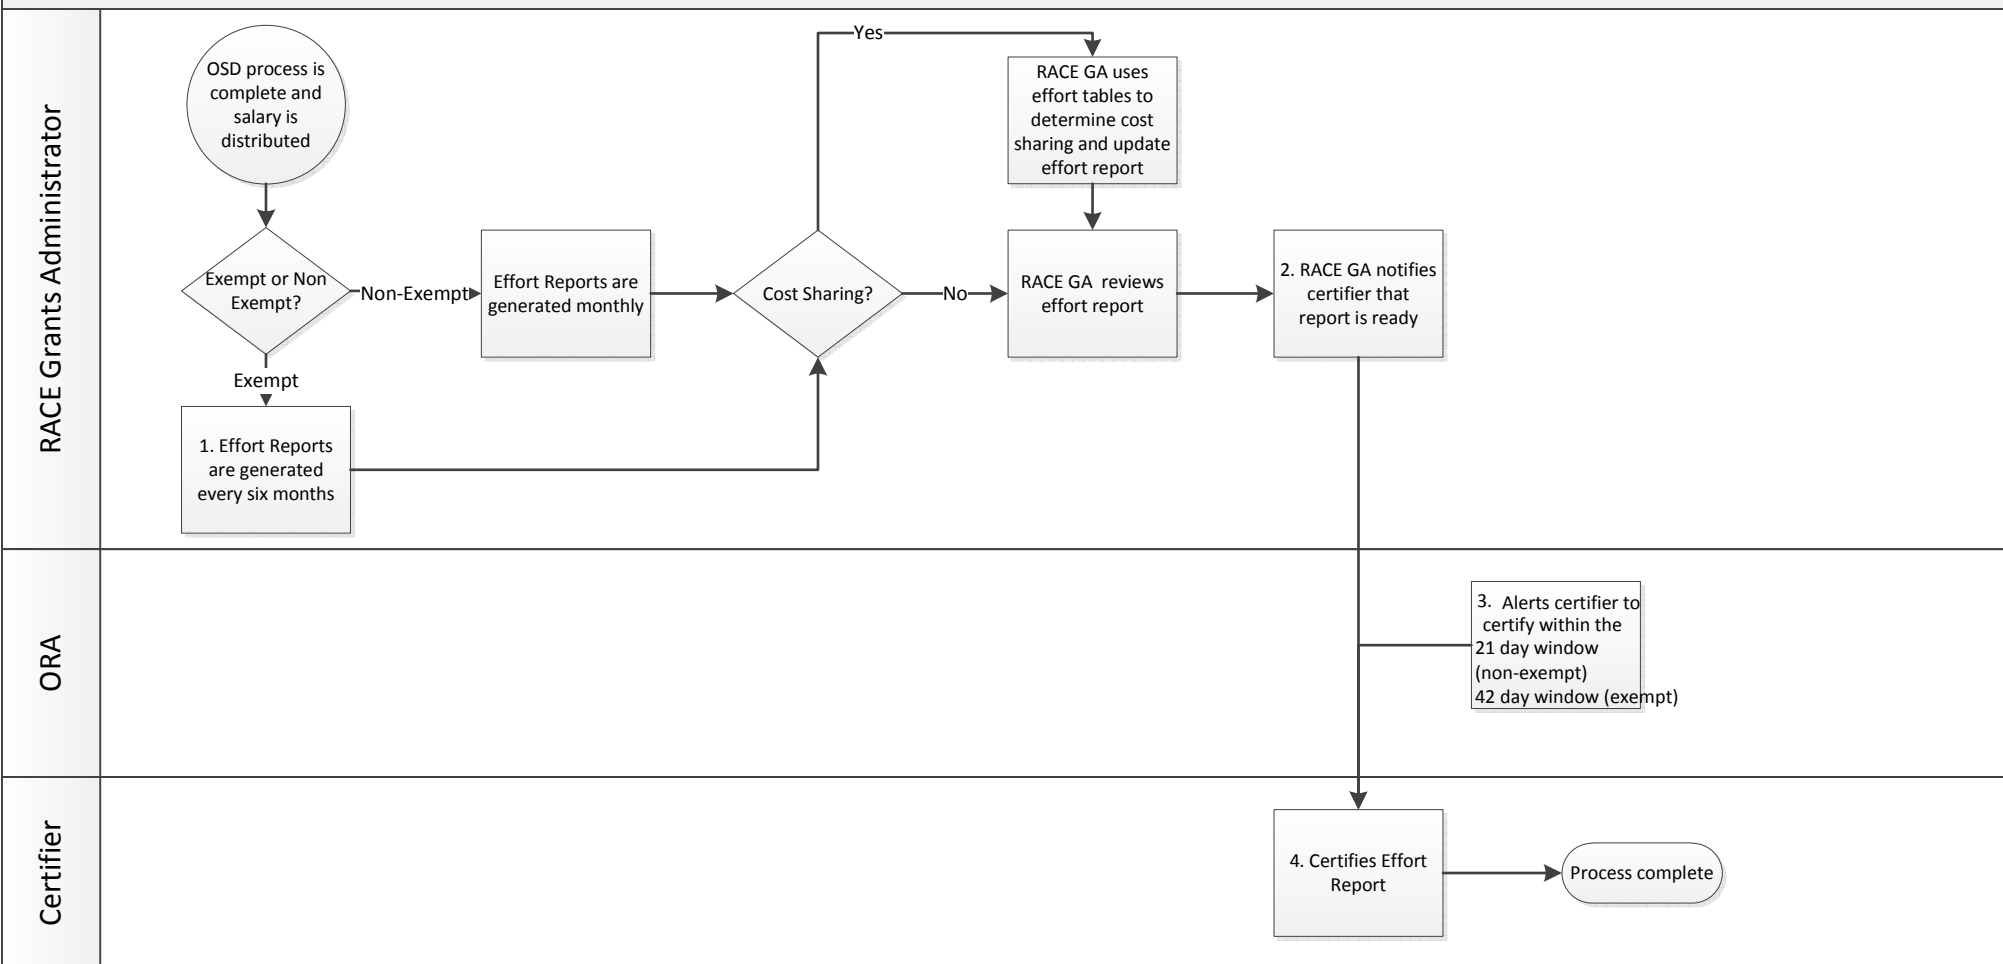 RACE Grants Administrator
OSD process is
complete and
salary is
distributed
Exempt or Non
Exempt?
Non-Exempt
Exempt
1. Effort Reports
are generated
every six months
Effort Reports are
generated monthly
Cost Sharing?
Yes
No
RACE GA uses
effort tables to
determine cost
sharing and update
effort report
RACE GA  reviews
effort report
2. RACE GA notifies
certifier that
report is ready
ORA
3.  Alerts certifier to
certify within the
21 day window
(non-exempt)
42 day window (exempt)
Certifier
4. Certifies Effort
Report
Process complete